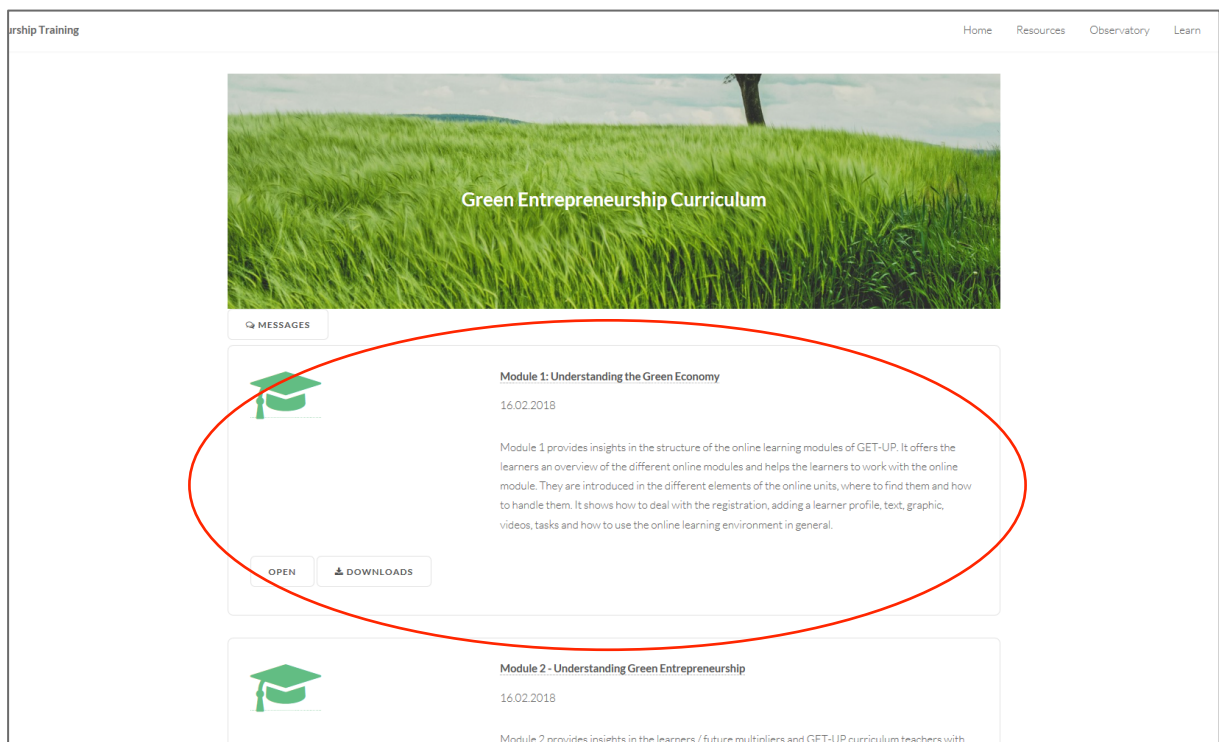 urship Training
Home Resources Observatory Learn
Green Entrepreneurship Curriculum
MESSAGES
Module 1: Understanding the Green Economy
16.02.2018
Module 1 provides insights in the structure of the online learning modules of GET-UP. It offers the
learners an overview of the different online modules and helps the learners to work with the online
module. They are introduced in the different elements of the online units, where to find them and how
to handle them. It shows how to deal with the registration, adding a learner profile, text, graphic,
videos, tasks and how to use the online learning environment in general.
OPEN DOWNLOADS
Module 2 - Understanding Green Entrepreneurship
16.02.2018
Module 2 provides insights in the learners / future multipliers and GET-UP curriculum teachers with